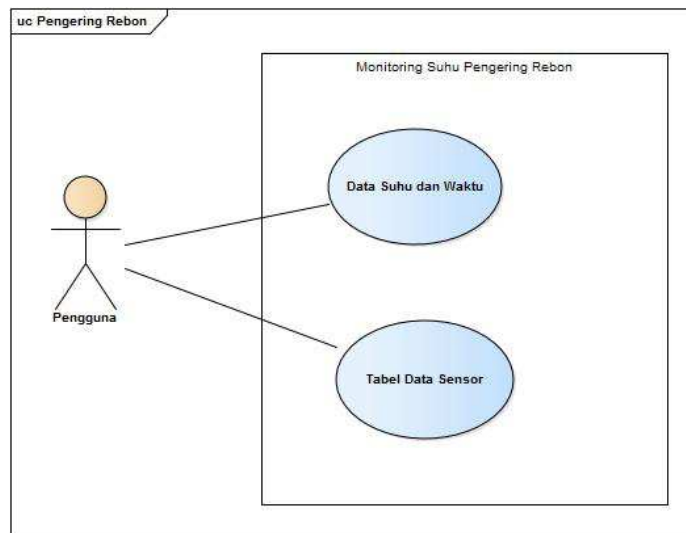 uc Pengering Rebon
Monitoring Suhu Pengering Rebon
Data Suhu dan Waktu
Pengguna
Tabel Data Sensor